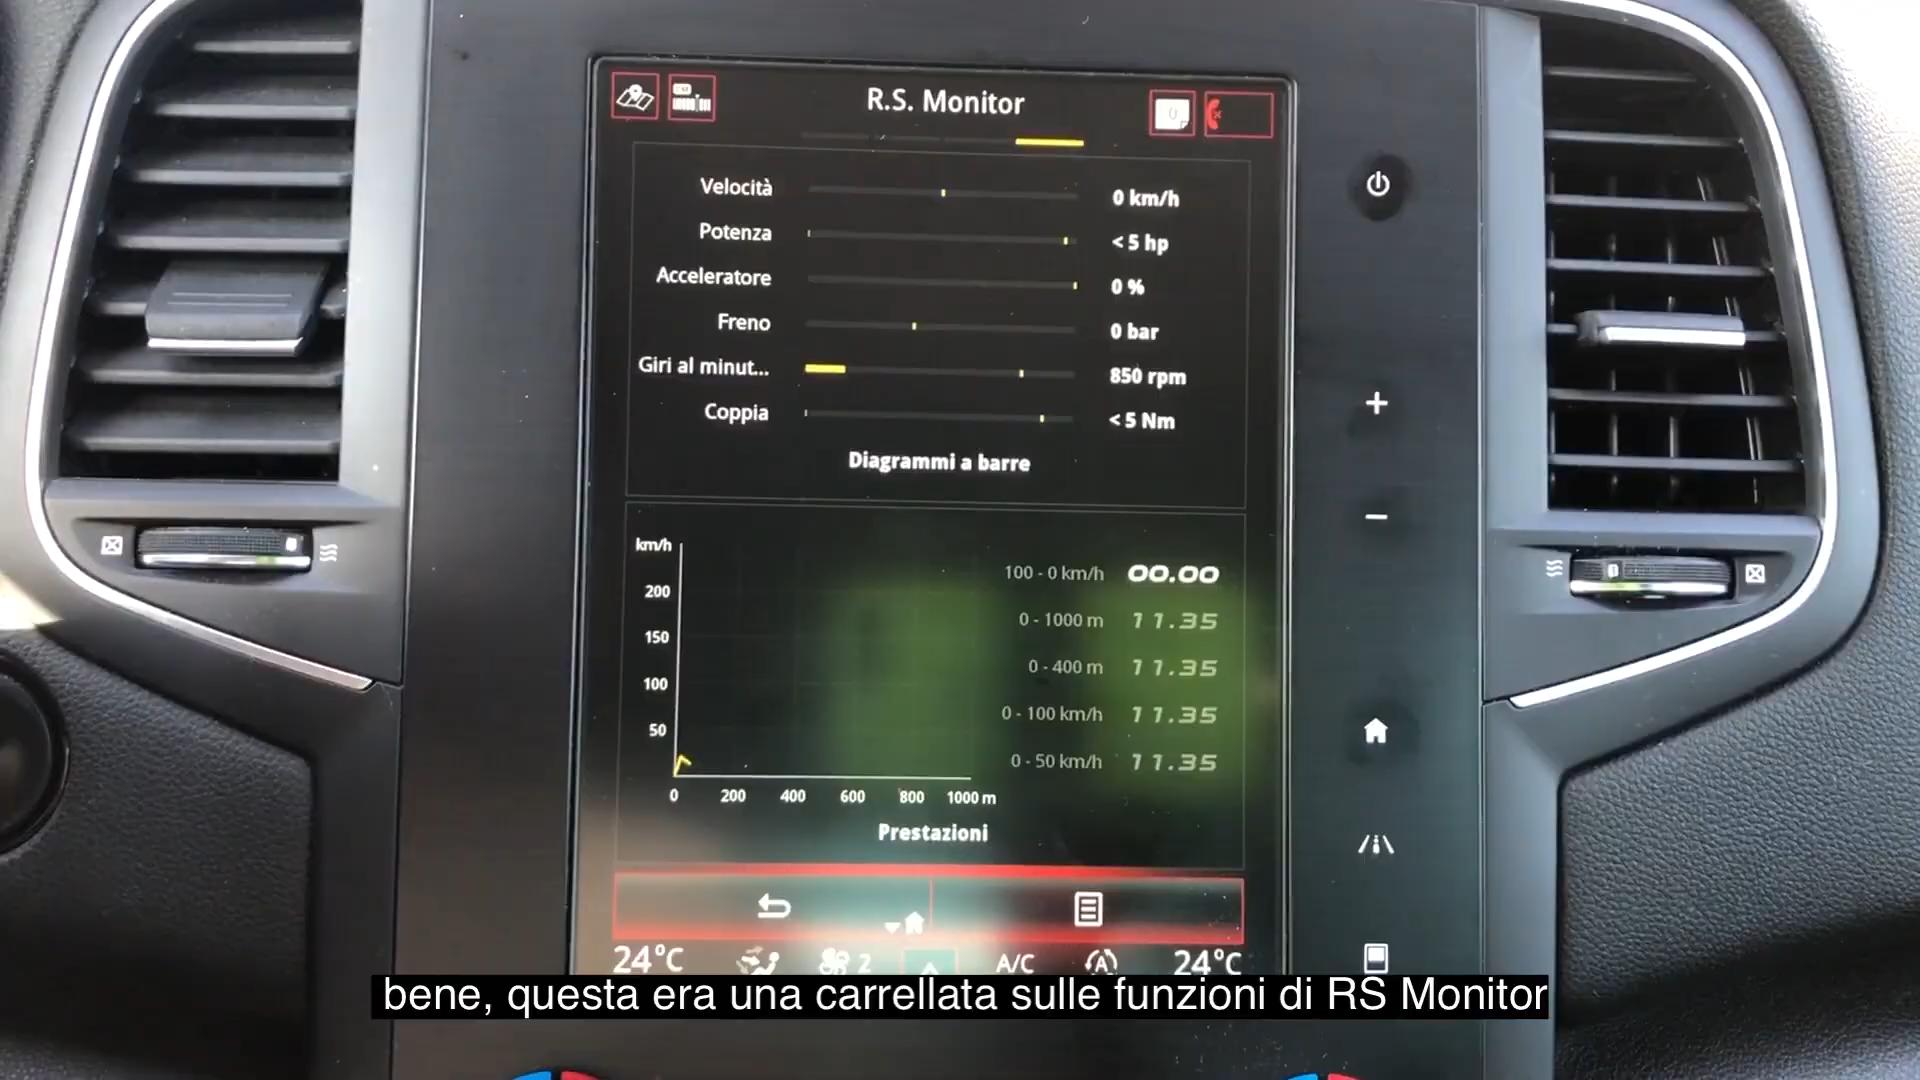 R.S. Monitor
0
Velocità 0 km/h
Potenza < 5 hp
Acceleratore 0 %
Freno 0 bar
Giri al minut... 850 rpm
Coppia < 5 Nm
Diagrammi a barre
km/h
200
150
100
50
0 200 400 600 800 1000 m
100 - 0 km/h 00.00
0 - 1000 m 11.35
0 - 400 m 11.35
0 - 100 km/h 11.35
0 - 50 km/h 11.35
Prestazioni
24°C 2 A/C A 24°C
bene, questa era una carrellata sulle funzioni di RS Monitor